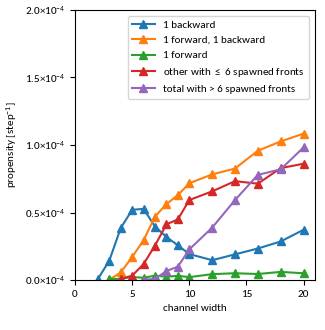 2.0×10⁻⁴
1.5×10⁻⁴
1.0×10⁻⁴
0.5×10⁻⁴
0.0×10⁻⁴
propensity [step⁻¹]
1 backward
1 forward, 1 backward
1 forward
other with ≤ 6 spawned fronts
total with > 6 spawned fronts
0 5 10 15 20
channel width